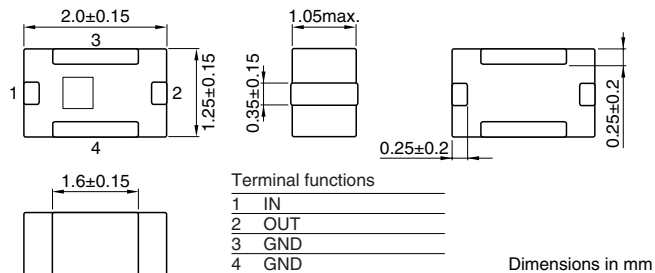 2.0±0.15
3
1
2
4
1.25±0.15
1.05max.
0.35±0.15
0.25±0.2
0.25±0.2
1.6±0.15
Terminal functions
1 IN
2 OUT
3 GND
4 GND
Dimensions in mm